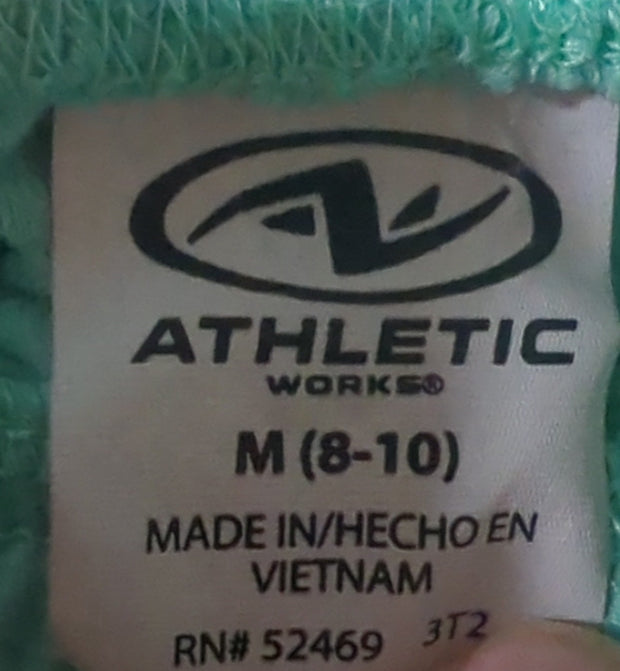 ATHLETIC
WORKS®
M (8-10)
MADE IN/HECHO EN
VIETNAM
RN# 52469 3T2